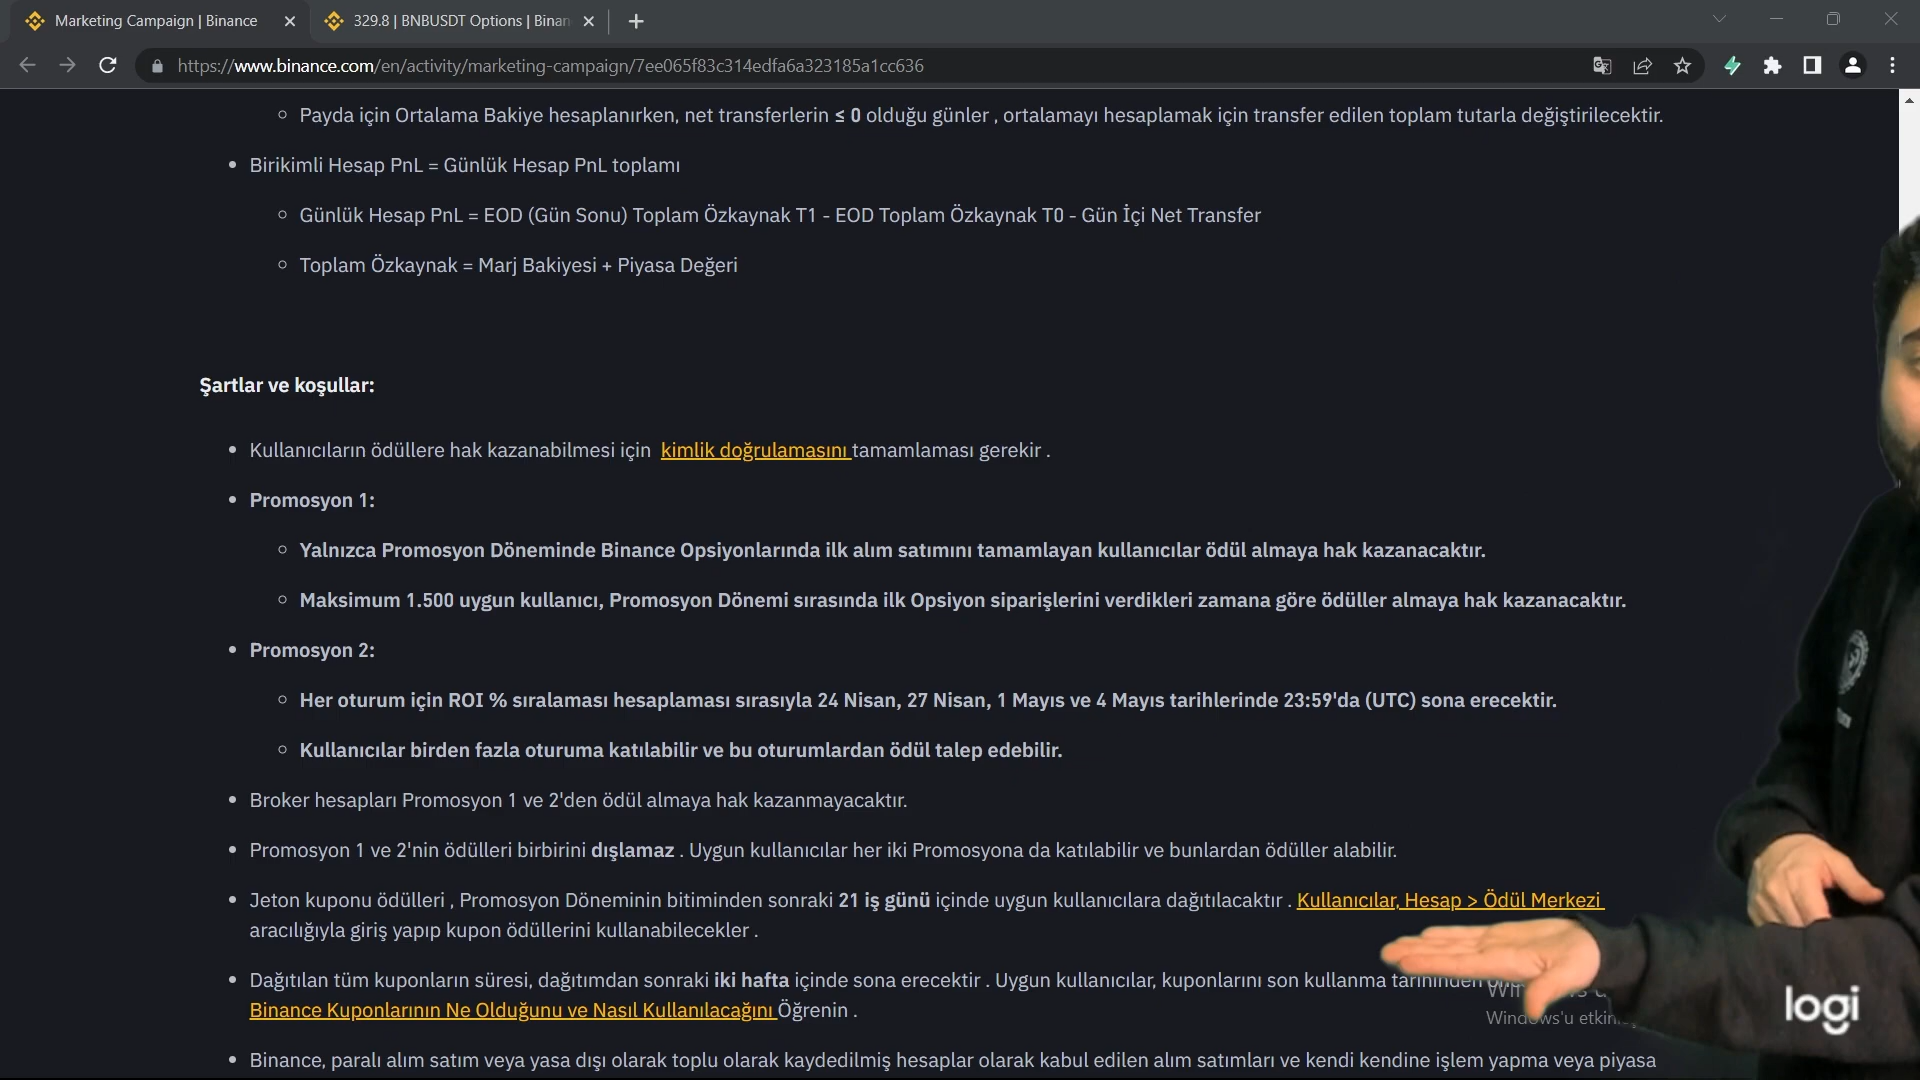 Marketing Campaign | Binance
329.8 | BNBUSDT Options | Binan
https://www.binance.com/en/activity/marketing-campaign/7ee065f83c314edfa6a323185a1cc636
Payda için Ortalama Bakiye hesaplanırken, net transferlerin ≤ 0 olduğu günler , ortalamayı hesaplamak için transfer edilen toplam tutarla değiştirilecektir.
Birikimli Hesap PnL = Günlük Hesap PnL toplamı
Günlük Hesap PnL = EOD (Gün Sonu) Toplam Özkaynak T1 - EOD Toplam Özkaynak T0 - Gün İçi Net Transfer
Toplam Özkaynak = Marj Bakiyesi + Piyasa Değeri
Şartlar ve koşullar:
Kullanıcıların ödüllere hak kazanabilmesi için kimlik doğrulamasını tamamlaması gerekir .
Promosyon 1:
Yalnızca Promosyon Döneminde Binance Opsiyonlarında ilk alım satımını tamamlayan kullanıcılar ödül almaya hak kazanacaktır.
Maksimum 1.500 uygun kullanıcı, Promosyon Dönemi sırasında ilk Opsiyon siparişlerini verdikleri zamana göre ödüller almaya hak kazanacaktır.
Promosyon 2:
Her oturum için ROI % sıralaması hesaplaması sırasıyla 24 Nisan, 27 Nisan, 1 Mayıs ve 4 Mayıs tarihlerinde 23:59'da (UTC) sona erecektir.
Kullanıcılar birden fazla oturuma katılabilir ve bu oturumlardan ödül talep edebilir.
Broker hesapları Promosyon 1 ve 2'den ödül almaya hak kazanmayacaktır.
Promosyon 1 ve 2'nin ödülleri birbirini dışlamaz . Uygun kullanıcılar her iki Promosyona da katılabilir ve bunlardan ödüller alabilir.
Jeton kuponu ödülleri , Promosyon Döneminin bitiminden sonraki 21 iş günü içinde uygun kullanıcılara dağıtılacaktır . Kullanıcılar, Hesap > Ödül Merkezi
aracılığıyla giriş yapıp kupon ödüllerini kullanabilecekler .
Dağıtılan tüm kuponların süresi, dağıtımdan sonraki iki hafta içinde sona erecektir . Uygun kullanıcılar, kuponlarını son kullanma tarihinden
Binance Kuponlarının Ne Olduğunu ve Nasıl Kullanılacağını Öğrenin .
Windows'u
logi
Binance, paralı alım satım veya yasa dışı olarak toplu olarak kaydedilmiş hesaplar olarak kabul edilen alım satımları ve kendi kendine işlem yapma veya piyasa